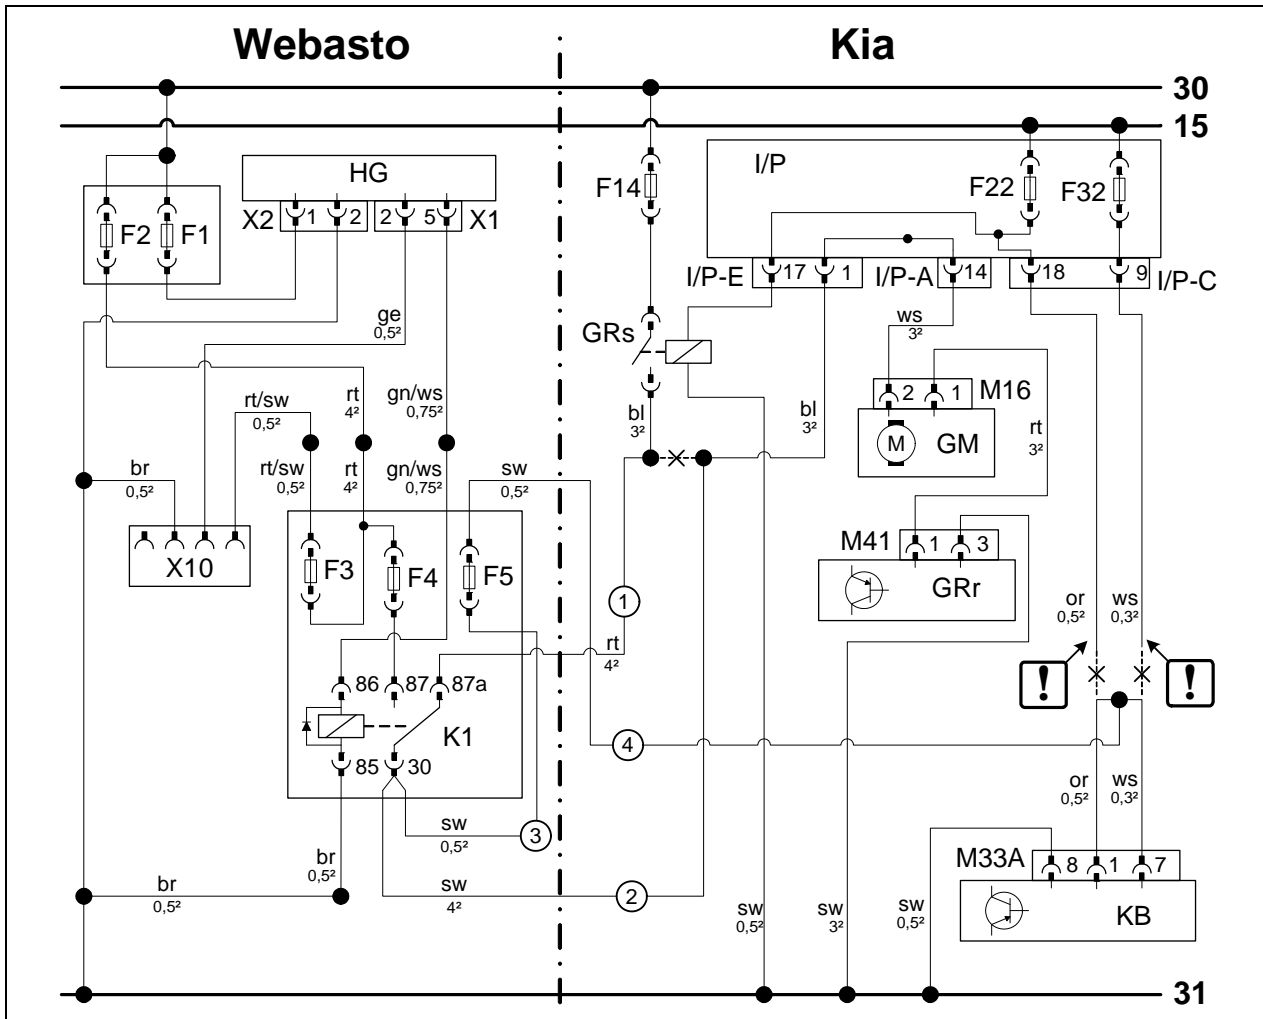 Webasto
Kia
30
15
HG
X2
1
2
2
5
X1
F2
F1
F14
I/P
F22
F32
I/P-E
17
1
I/P-A
14
18
9
I/P-C
ge
0,5²
GRs
ws
3²
rt/sw
0,5²
rt
4²
gn/ws
0,75²
bl
3²
bl
3²
2
1
M16
M
GM
rt
3²
br
0,5²
rt/sw
0,5²
rt
4²
gn/ws
0,75²
sw
0,5²
X10
F3
F4
F5
M41
1
3
GRr
1
or
0,5²
ws
0,3²
rt
4²
!
!
86
87
87a
K1
85
30
4
or
0,5²
ws
0,3²
sw
0,5²
3
M33A
8
1
7
KB
br
0,5²
br
0,5²
sw
4²
2
sw
0,5²
sw
3²
sw
0,5²
31